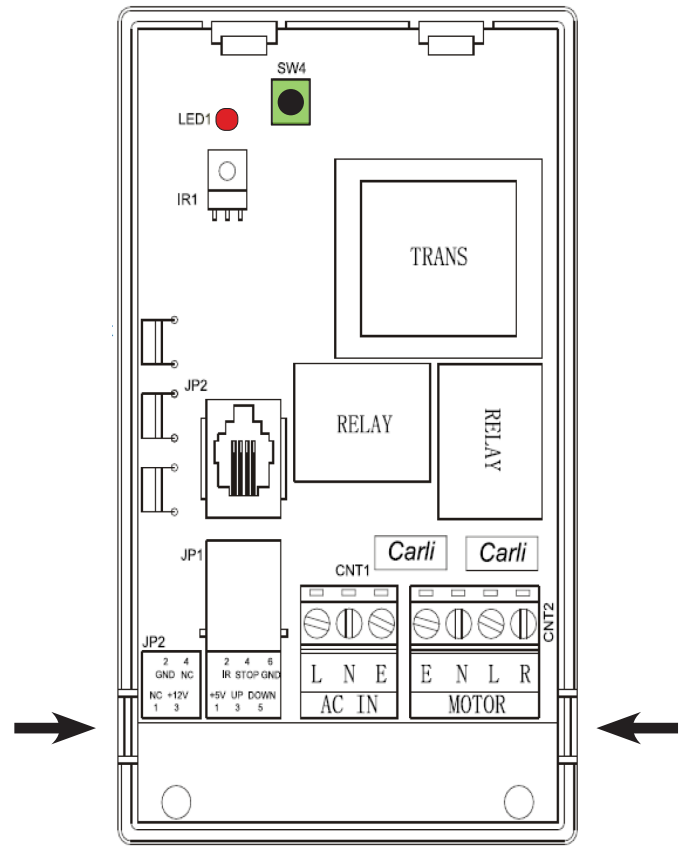 SW4
LED1
IR1
TRANS
JP2
RELAY
RELAY
Carli
Carli
JP1
CNT1
CNT2
JP2
2 4
GND NC
NC +12V
1 3
2 4 6
IR STOP GND
+5V UP DOWN
1 3 5
L N E
AC IN
E N L R
MOTOR